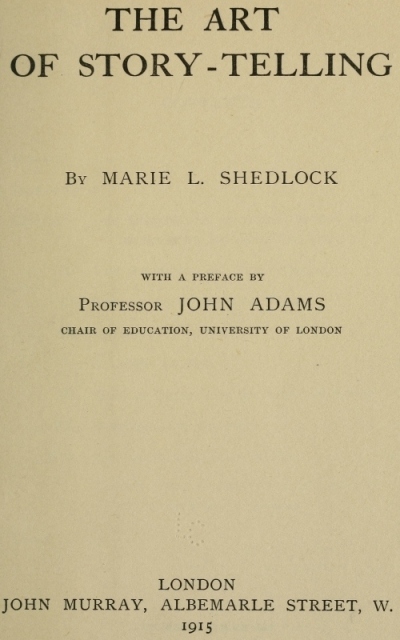 THE ART
OF STORY-TELLING
BY MARIE L. SHEDLOCK
WITH A PREFACE BY
PROFESSOR JOHN ADAMS
CHAIR OF EDUCATION, UNIVERSITY OF LONDON
LONDON
JOHN MURRAY, ALBEMARLE STREET, W.
1915